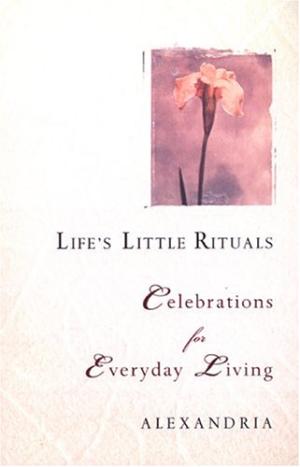 LIFE'S LITTLE RITUALS
Celebrations
for
Everyday Living
ALEXANDRIA